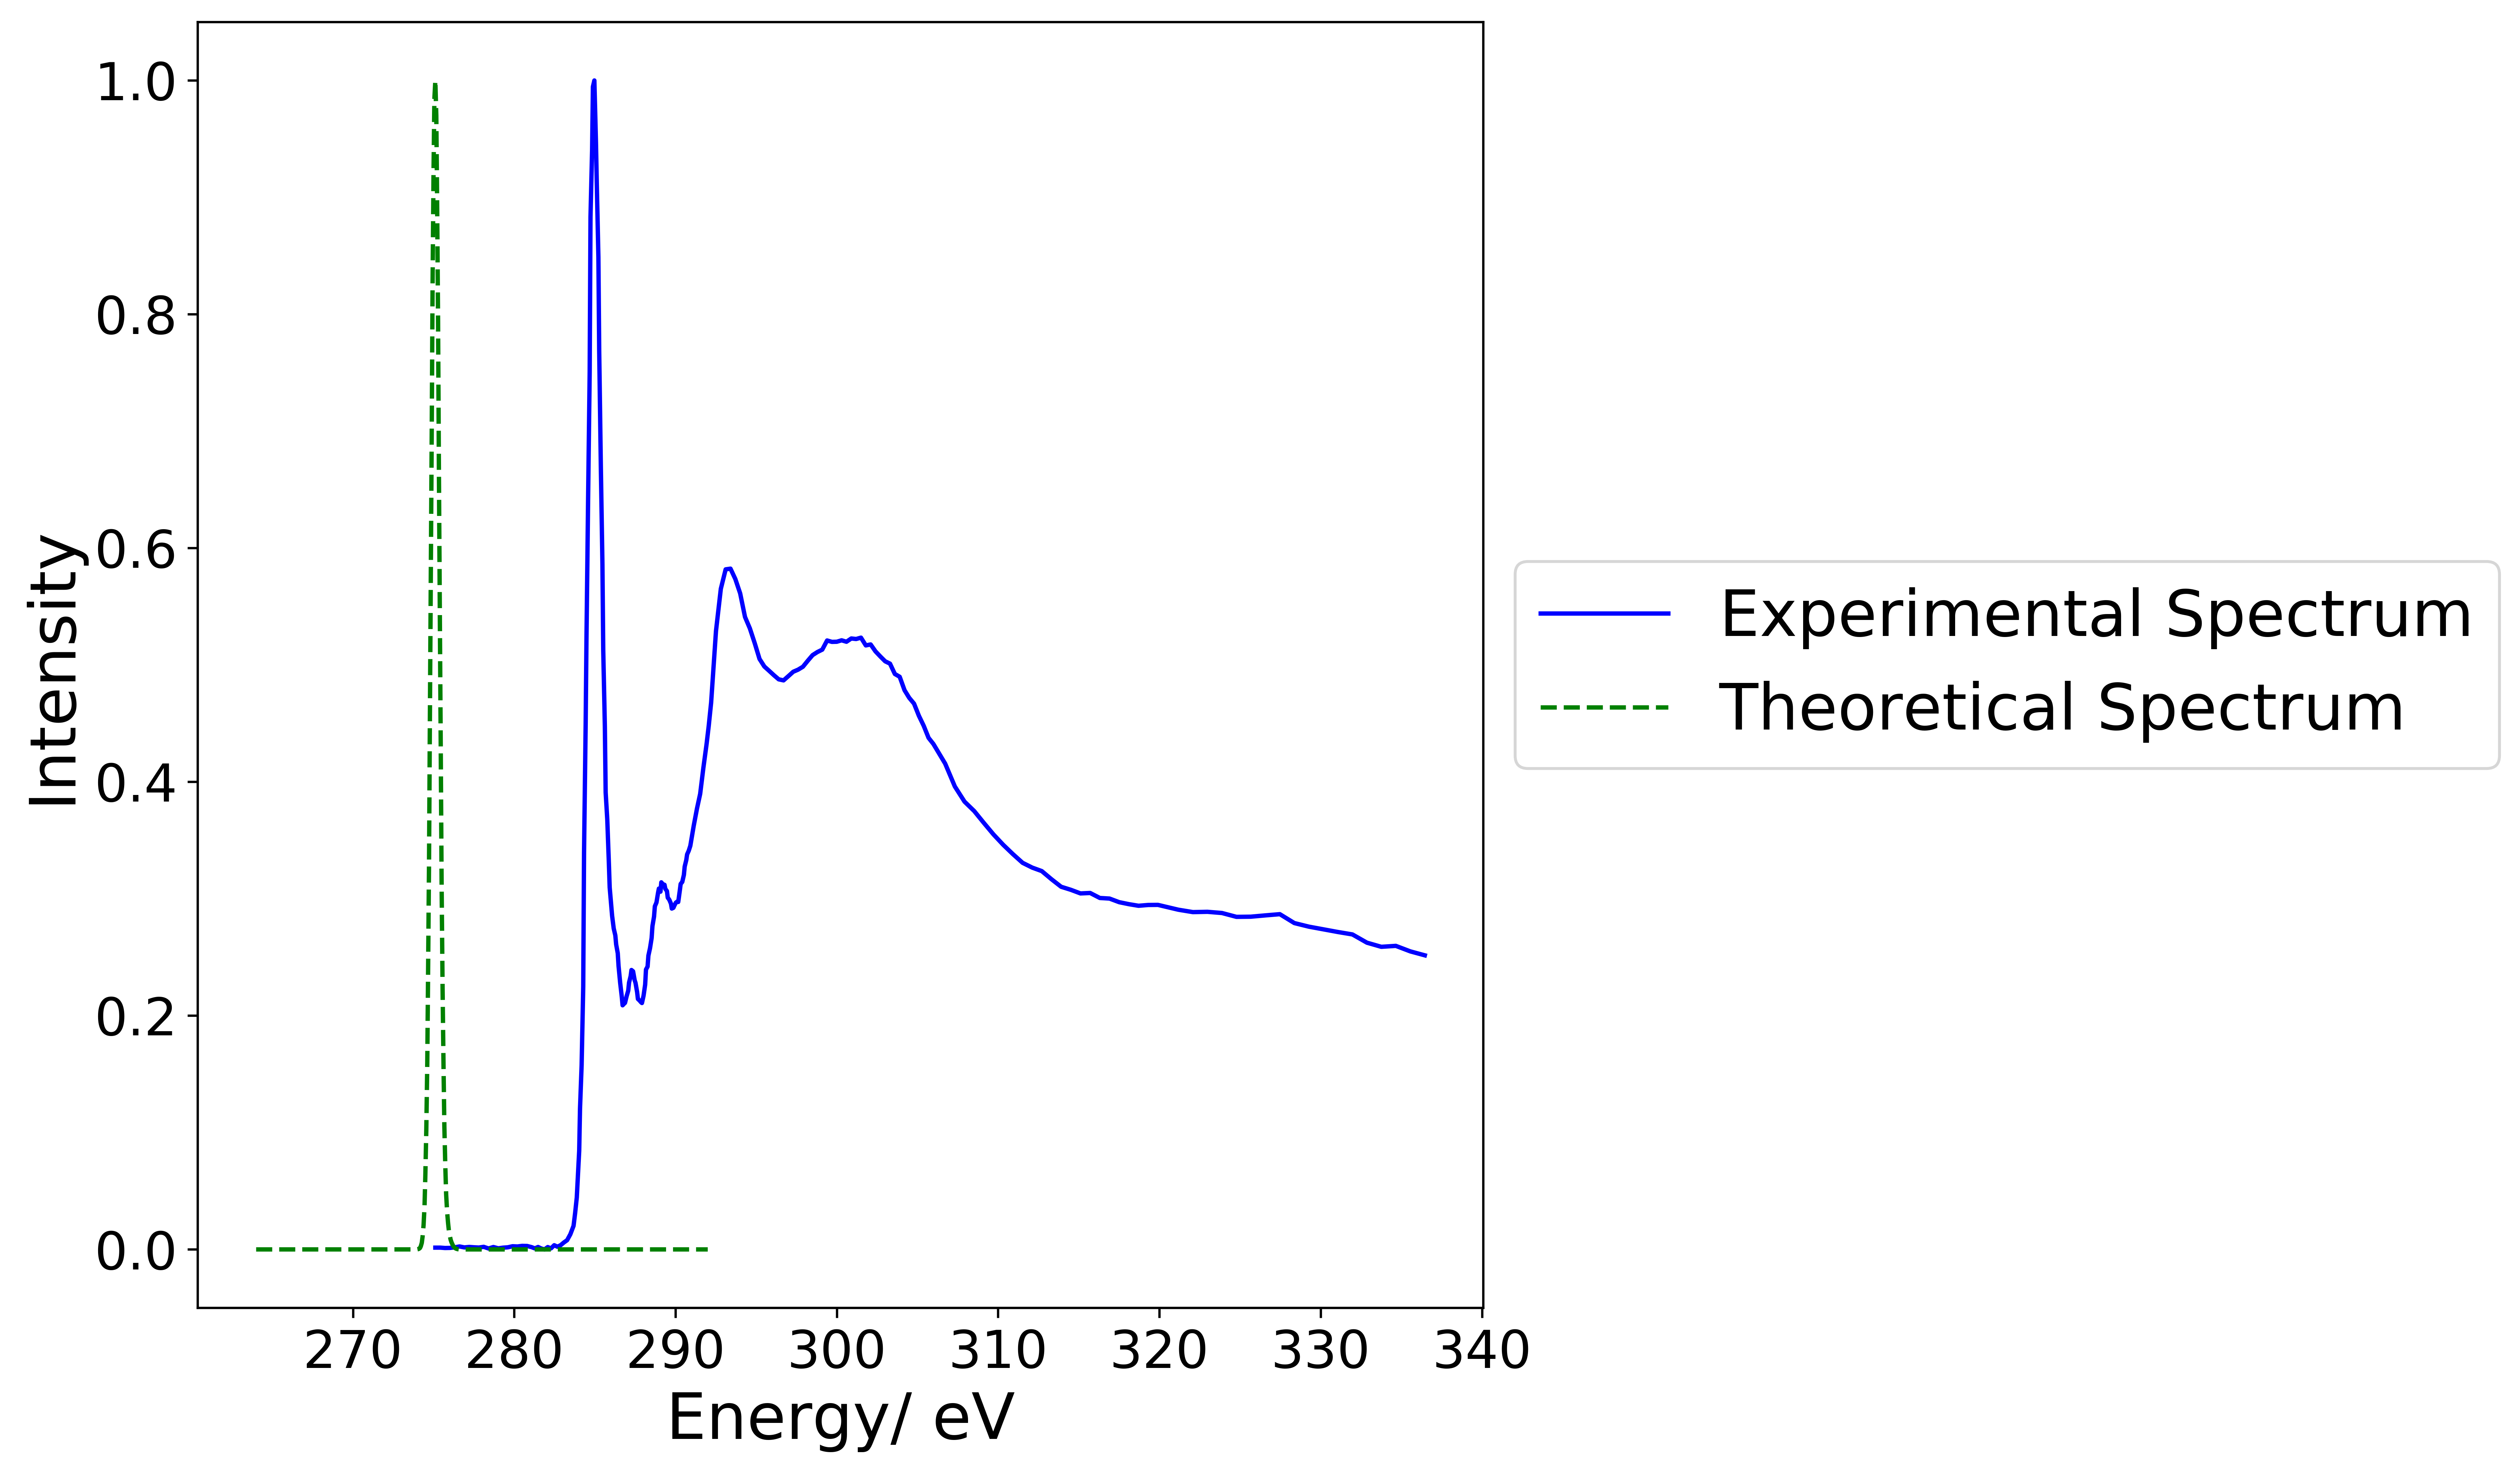 1.0
0.8
0.6
0.4
0.2
0.0
Intensity
270 280 290 300 310 320 330 340
Energy/ eV
Experimental Spectrum
Theoretical Spectrum